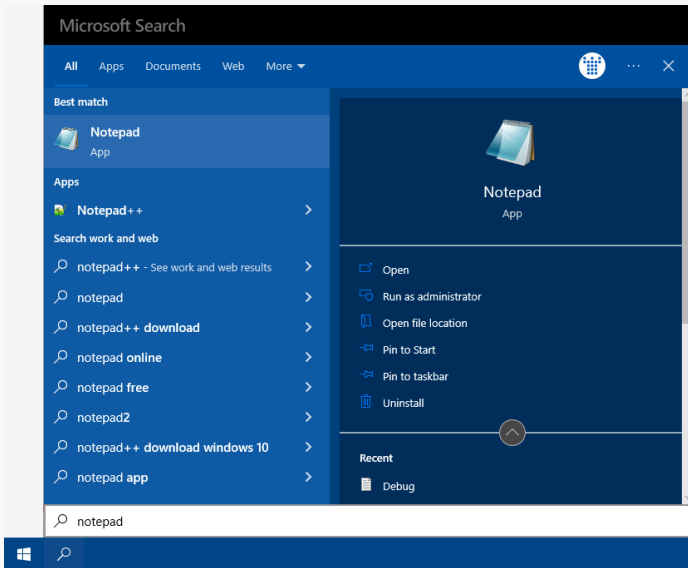 Microsoft Search
All Apps Documents Web More
Best match
Notepad
App
Apps
Notepad++
Search work and web
notepad++ - See work and web results
notepad
notepad++ download
notepad online
notepad free
notepad2
notepad++ download windows 10
notepad app
Notepad
App
Open
Run as administrator
Open file location
Pin to Start
Pin to taskbar
Uninstall
Recent
Debug
notepad